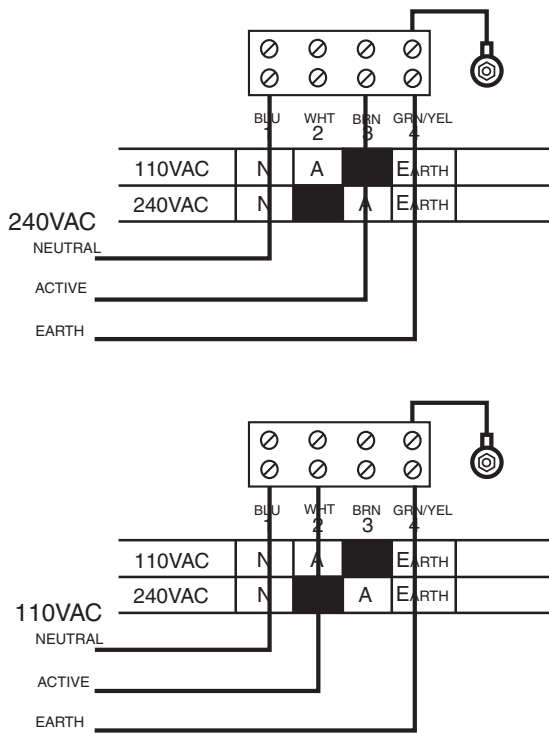 BLU WHT BRN GRN/YEL
1 2 3 4
110VAC N A EARTH
240VAC N A EARTH
240VAC
NEUTRAL
ACTIVE
EARTH
BLU WHT BRN GRN/YEL
1 2 3 4
110VAC N A EARTH
240VAC N A EARTH
110VAC
NEUTRAL
ACTIVE
EARTH